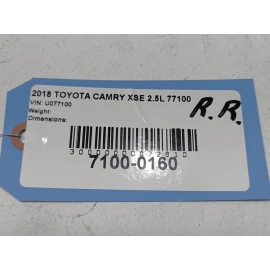 2018 TOYOTA CAMRY XSE 2.5L 77100
VIN: U077100
Weight:
Dimensions:
R.R.
7100-0160